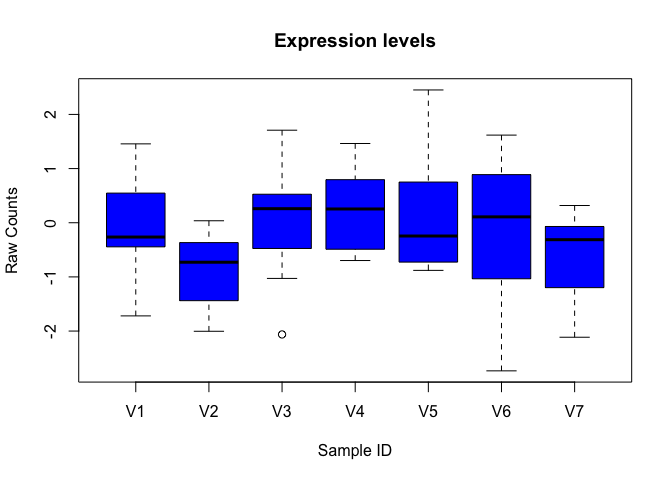 Expression levels
Raw Counts
2
1
0
-1
-2
V1 V2 V3 V4 V5 V6 V7
Sample ID